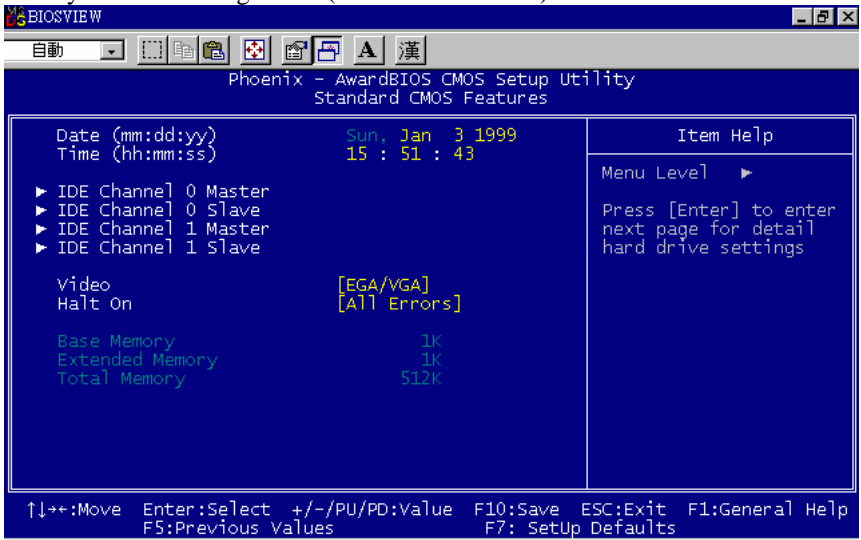 BIOSVIEW
自動
A 漢
Phoenix - AwardBIOS CMOS Setup Utility
Standard CMOS Features
Date (mm:dd:yy) Sun, Jan 3 1999
Time (hh:mm:ss) 15 : 51 : 43
► IDE Channel 0 Master
► IDE Channel 0 Slave
► IDE Channel 1 Master
► IDE Channel 1 Slave
Video [EGA/VGA]
Halt On [All Errors]
Base Memory 1K
Extended Memory 1K
Total Memory 512K
Item Help
Menu Level ►
Press [Enter] to enter
next page for detail
hard drive settings
↑↓→←:Move Enter:Select +/-/PU/PD:Value F10:Save ESC:Exit F1:General Help
F5:Previous Values F7: SetUp Defaults